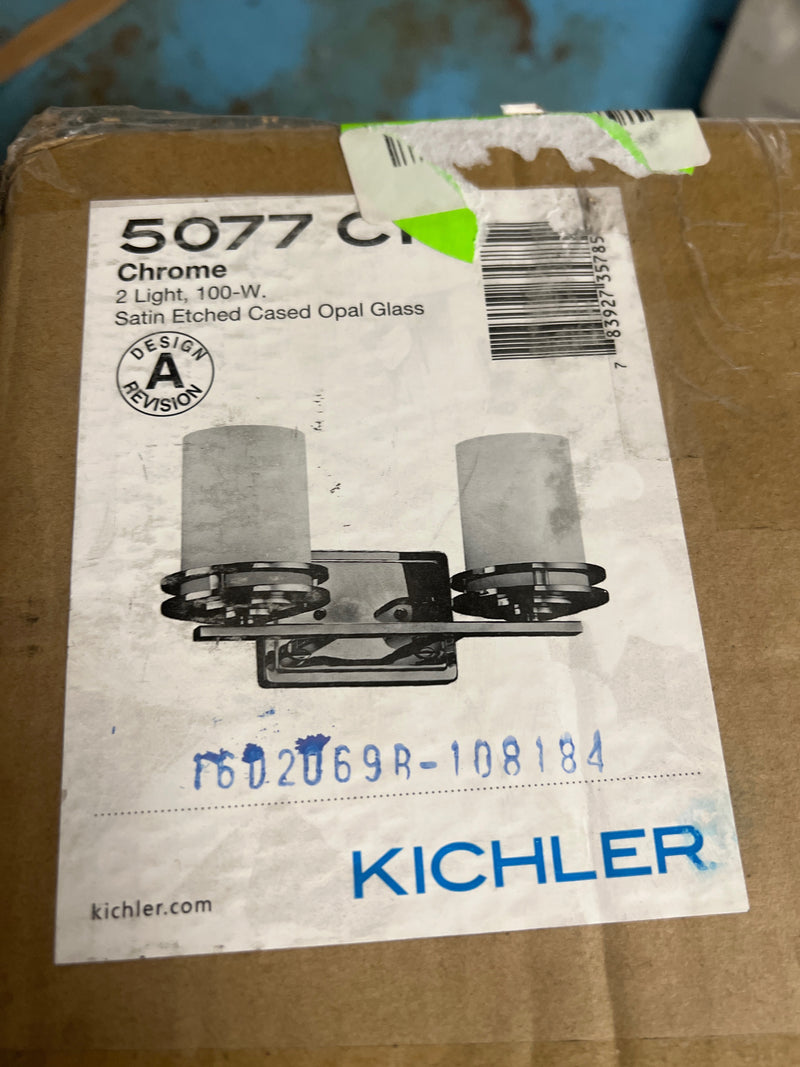 5077
Chrome
2 Light, 100-W.
Satin Etched Cased Opal Glass
7 83927 35785
DESIGN
A
REVISION
069R-108184
KICHLER
kichler.com